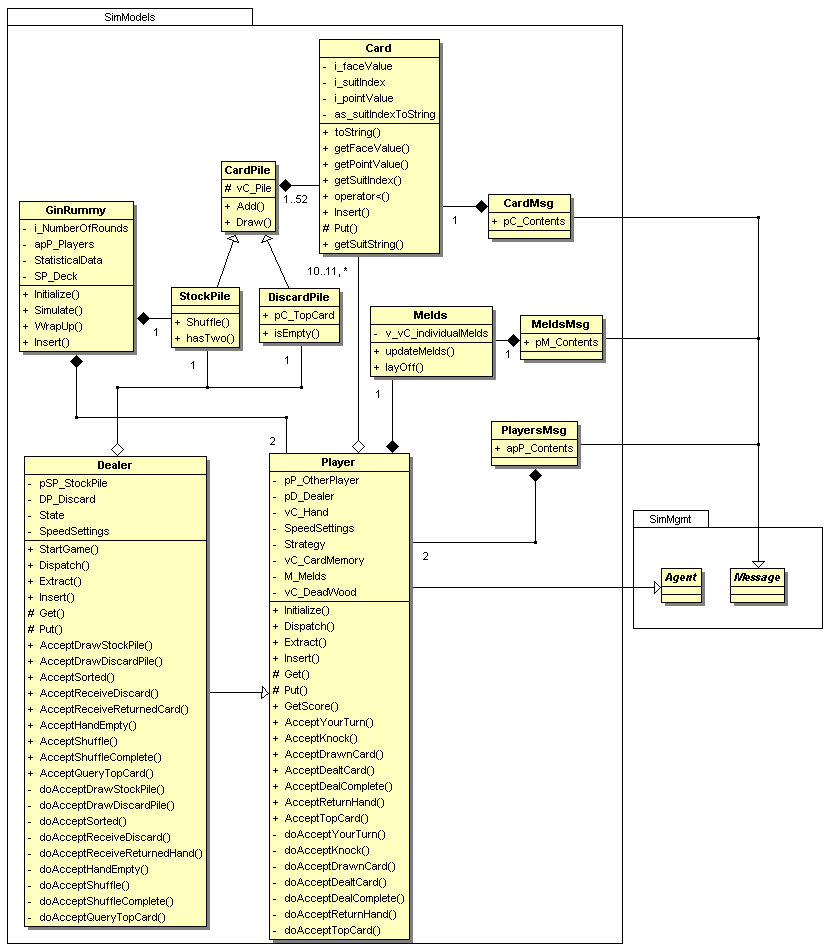 SimModels
Card
- i_faceValue
- i_suitIndex
- i_pointValue
- as_suitIndexToString
+ toString()
+ getFaceValue()
+ getPointValue()
+ getSuitIndex()
+ operator<()
+ Insert()
# Put()
+ getSuitString()
CardPile
# vC_Pile
+ Add()
+ Draw()
1..52
CardMsg
+ pC_Contents
1
GinRummy
- i_NumberOfRounds
- apP_Players
- StatisticalData
- SP_Deck
+ Initialize()
+ Simulate()
+ WrapUp()
+ Insert()
10..11, *
StockPile
+ Shuffle()
+ hasTwo()
1
1
DiscardPile
+ pC_TopCard
+ isEmpty()
1
Melds
- v_vC_individualMelds
+ updateMelds()
+ layOff()
1
1
MeldsMsg
+ pM_Contents
PlayersMsg
+ apP_Contents
2
2
Dealer
- pSP_StockPile
- DP_Discard
- State
- SpeedSettings
+ StartGame()
+ Dispatch()
+ Extract()
+ Insert()
# Get()
# Put()
+ AcceptDrawStockPile()
+ AcceptDrawDiscardPile()
+ AcceptSorted()
+ AcceptReceiveDiscard()
+ AcceptReceiveReturnedCard()
+ AcceptHandEmpty()
+ AcceptShuffle()
+ AcceptShuffleComplete()
+ AcceptQueryTopCard()
- doAcceptDrawStockPile()
- doAcceptDrawDiscardPile()
- doAcceptSorted()
- doAcceptReceiveDiscard()
- doAcceptReceiveReturnedHand()
- doAcceptHandEmpty()
- doAcceptShuffle()
- doAcceptShuffleComplete()
- doAcceptQueryTopCard()
Player
- pP_OtherPlayer
- pD_Dealer
- vC_Hand
- SpeedSettings
- Strategy
- vC_CardMemory
- M_Melds
- vC_DeadWood
+ Initialize()
+ Dispatch()
+ Extract()
+ Insert()
# Get()
# Put()
+ GetScore()
+ AcceptYourTurn()
+ AcceptKnock()
+ AcceptDrawnCard()
+ AcceptDealtCard()
+ AcceptDealComplete()
+ AcceptReturnHand()
+ AcceptTopCard()
- doAcceptYourTurn()
- doAcceptKnock()
- doAcceptDrawnCard()
- doAcceptDealtCard()
- doAcceptDealComplete()
- doAcceptReturnHand()
- doAcceptTopCard()
SimMgmt
Agent
Message